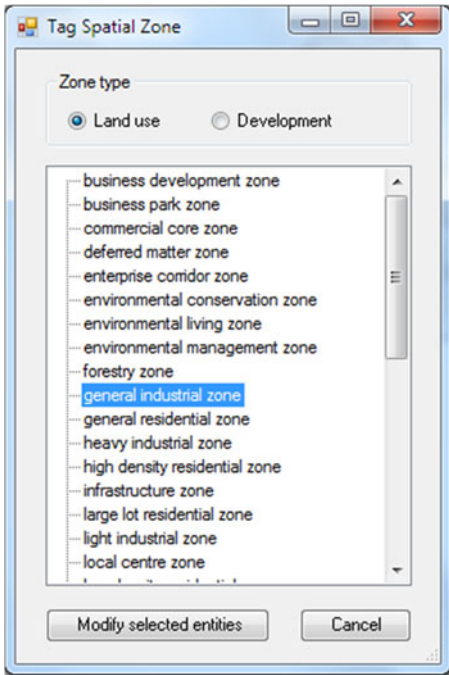 Tag Spatial Zone
Zone type
Land use
Development
business development zone
business park zone
commercial core zone
deferred matter zone
enterprise corridor zone
environmental conservation zone
environmental living zone
environmental management zone
forestry zone
general industrial zone
general residential zone
heavy industrial zone
high density residential zone
infrastructure zone
large lot residential zone
light industrial zone
local centre zone
Modify selected entities
Cancel